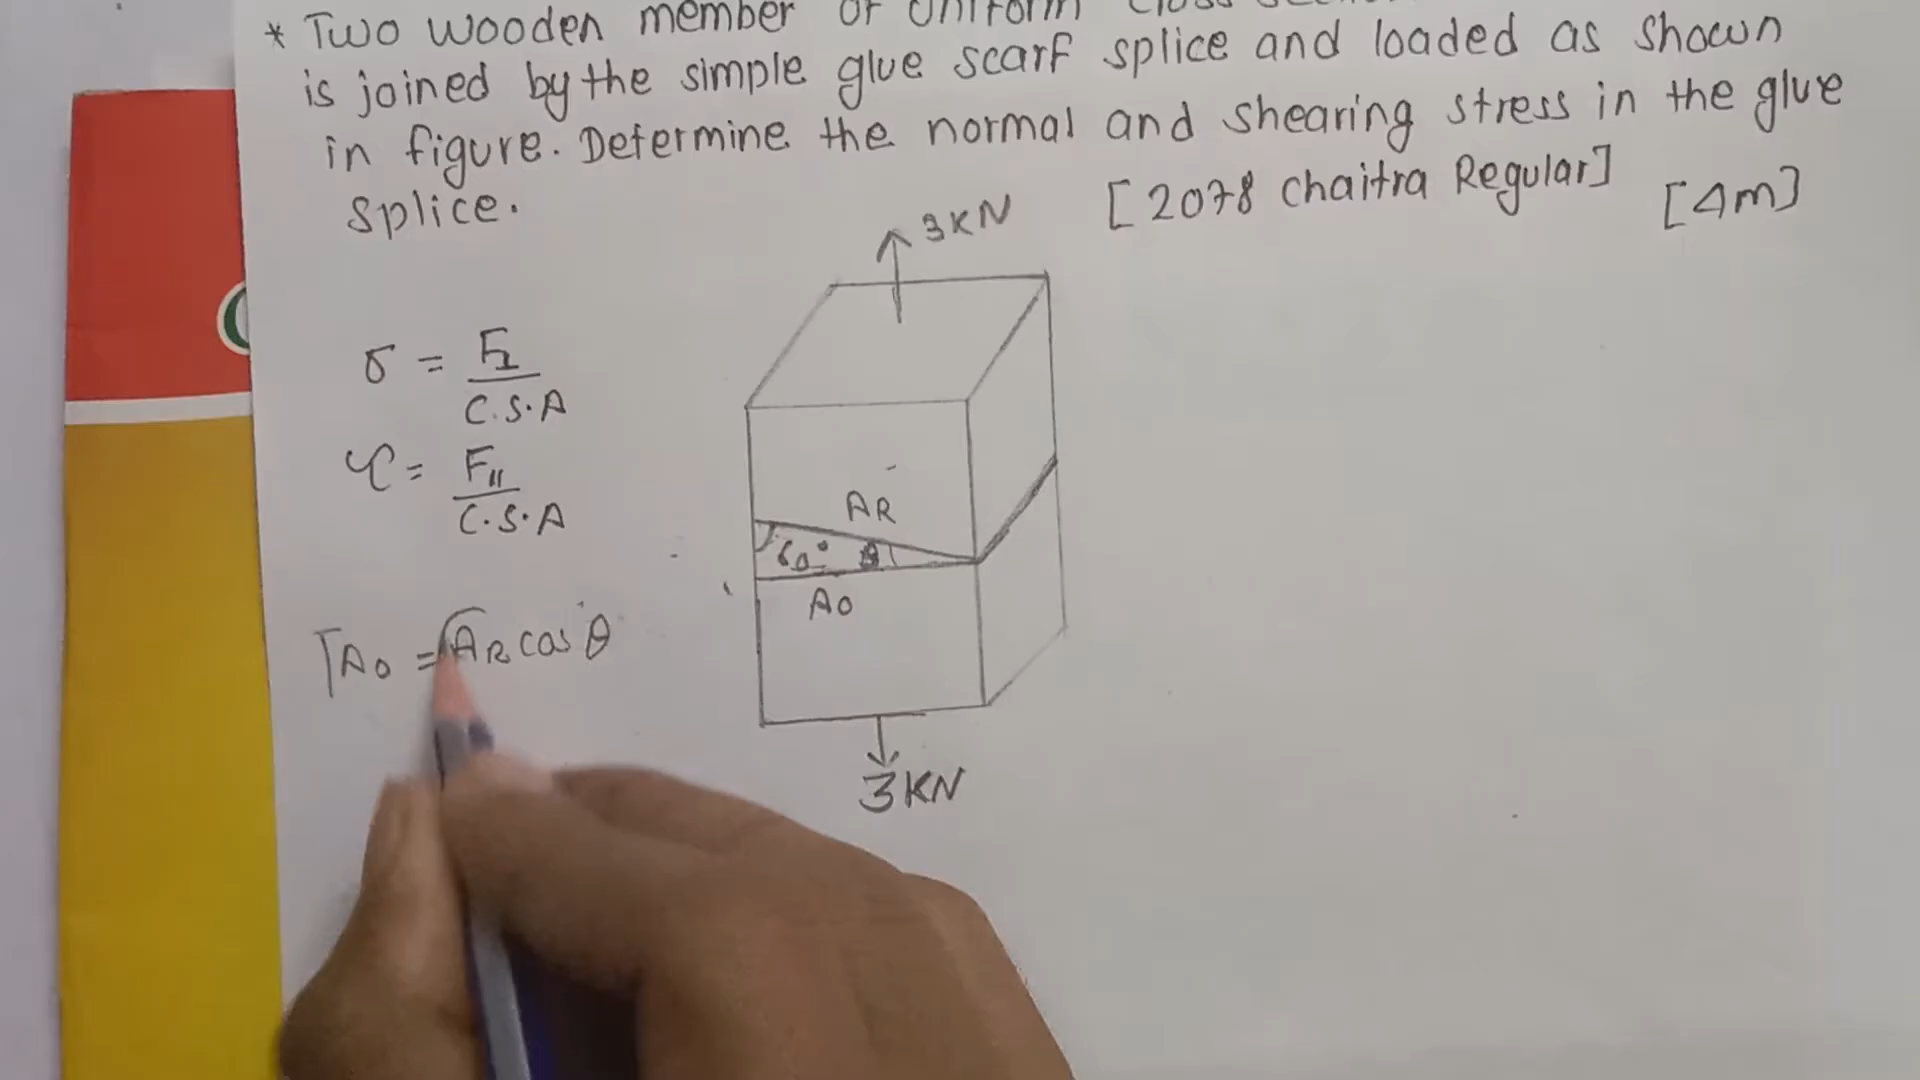 * Two wooden member of Uniform
is joined by the simple glue scarf splice and loaded as shown
in figure. Determine the normal and shearing stress in the glue
splice.
[2078 Chaitra Regular] [4m]
3KN
σ = F⊥ / C.S.A
τ = F∥ / C.S.A
AR
60° θ
A0
A0 = AR cos θ
3KN